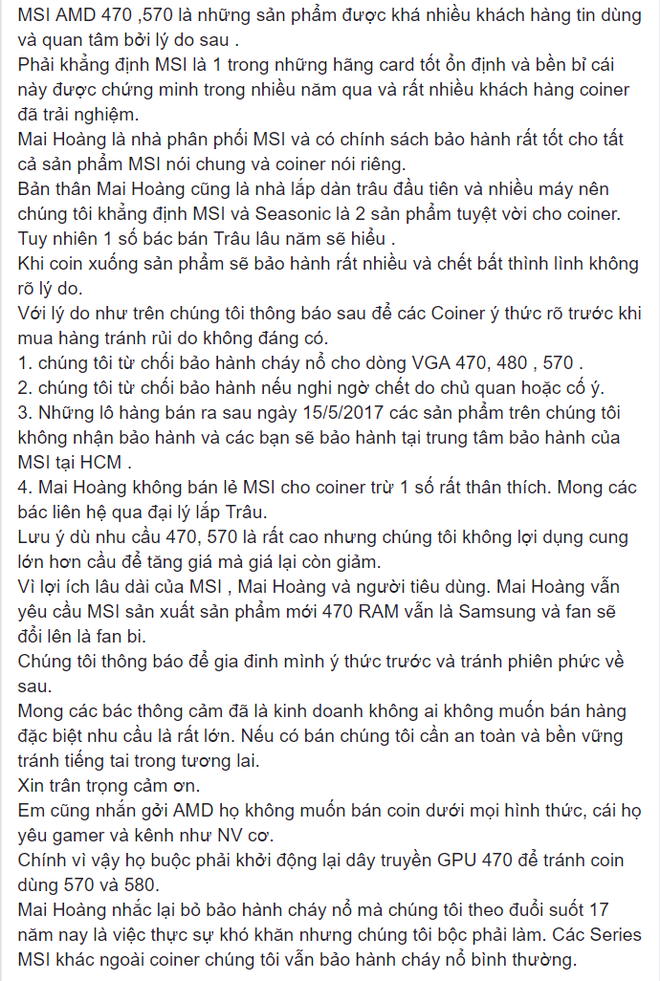 MSI AMD 470 ,570 là những sản phẩm được khá nhiều khách hàng tin dùng
và quan tâm bởi lý do sau .
Phải khẳng định MSI là 1 trong những hãng card tốt ổn định và bền bỉ cái
này được chứng minh trong nhiều năm qua và rất nhiều khách hàng coiner
đã trải nghiệm.
Mai Hoàng là nhà phân phối MSI và có chính sách bảo hành rất tốt cho tất
cả sản phẩm MSI nói chung và coiner nói riêng.
Bản thân Mai Hoàng cũng là nhà lắp dàn trâu đầu tiên và nhiều máy nên
chúng tôi khẳng định MSI và Seasonic là 2 sản phẩm tuyệt vời cho coiner.
Tuy nhiên 1 số bác bán Trâu lâu năm sẽ hiểu .
Khi coin xuống sản phẩm sẽ bảo hành rất nhiều và chết bất thình lình không
rõ lý do.
Với lý do như trên chúng tôi thông báo sau để các Coiner ý thức rõ trước khi
mua hàng tránh rủi do không đáng có.
1. chúng tôi từ chối bảo hành cháy nổ cho dòng VGA 470, 480 , 570 .
2. chúng tôi từ chối bảo hành nếu nghi ngờ chết do chủ quan hoặc cố ý.
3. Những lô hàng bán ra sau ngày 15/5/2017 các sản phẩm trên chúng tôi
không nhận bảo hành và các bạn sẽ bảo hành tại trung tâm bảo hành của
MSI tại HCM .
4. Mai Hoàng không bán lẻ MSI cho coiner trừ 1 số rất thân thích. Mong các
bác liên hệ qua đại lý lắp Trâu.
Lưu ý dù nhu cầu 470, 570 là rất cao nhưng chúng tôi không lợi dụng cung
lớn hơn cầu để tăng giá mà giá lại còn giảm.
Vì lợi ích lâu dài của MSI , Mai Hoàng và người tiêu dùng. Mai Hoàng vẫn
yêu cầu MSI sản xuất sản phẩm mới 470 RAM vẫn là Samsung và fan sẽ
đổi lên là fan bi.
Chúng tôi thông báo để gia đinh mình ý thức trước và tránh phiên phức về
sau.
Mong các bác thông cảm đã là kinh doanh không ai không muốn bán hàng
đặc biệt nhu cầu là rất lớn. Nếu có bán chúng tôi cần an toàn và bền vững
tránh tiếng tai trong tương lai.
Xin trân trọng cảm ơn.
Em cũng nhắn gởi AMD họ không muốn bán coin dưới mọi hình thức, cái họ
yêu gamer và kênh như NV cơ.
Chính vì vậy họ buộc phải khởi động lại dây truyền GPU 470 để tránh coin
dùng 570 và 580.
Mai Hoàng nhắc lại bỏ bảo hành cháy nổ mà chúng tôi theo đuổi suốt 17
năm nay là việc thực sự khó khăn nhưng chúng tôi bộc phải làm. Các Series
MSI khác ngoài coiner chúng tôi vẫn bảo hành cháy nổ bình thường.